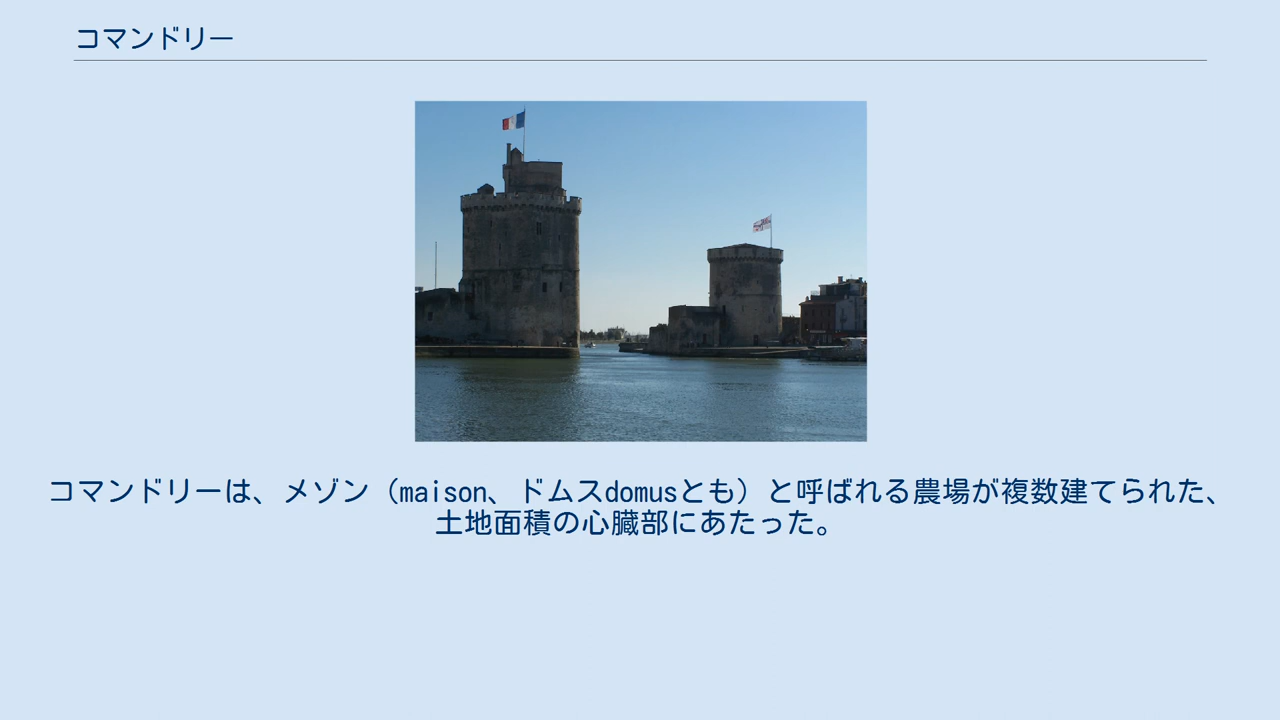 コマンドリー
コマンドリーは、メゾン（maison、ドムスdomusとも）と呼ばれる農場が複数建てられた、
土地面積の心臓部にあたった。